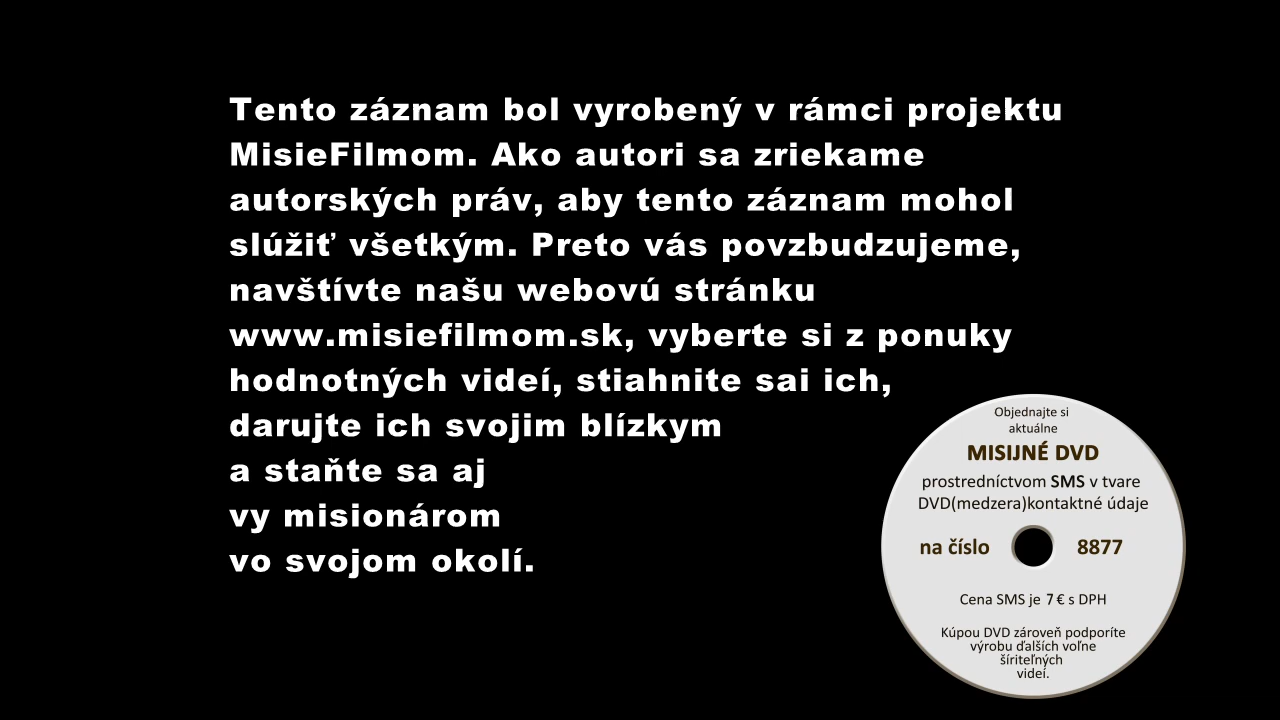 Tento záznam bol vyrobený v rámci projektu
MisieFilmom. Ako autori sa zriekame
autorských práv, aby tento záznam mohol
slúžiť všetkým. Preto vás povzbudzujeme,
navštívte našu webovú stránku
www.misiefilmom.sk, vyberte si z ponuky
hodnotných videí, stiahnite sai ich,
darujte ich svojim blízkym
a staňte sa aj
vy misionárom
vo svojom okolí.
Objednajte si
aktuálne
MISIJNÉ DVD
prostredníctvom SMS v tvare
DVD(medzera)kontaktné údaje
na číslo 8877
Cena SMS je 7 € s DPH
Kúpou DVD zároveň podporíte
výrobu ďalších voľne
šíriteľných
videí.